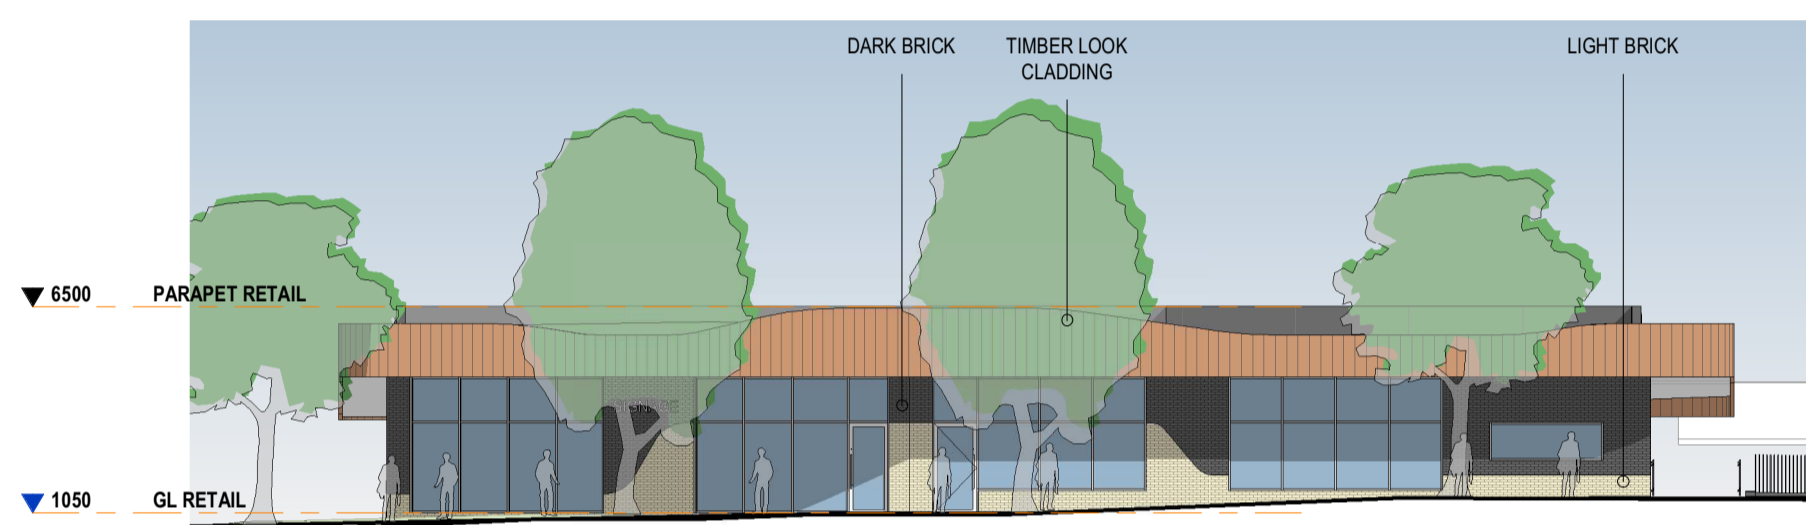 DARK BRICK
TIMBER LOOK
CLADDING
LIGHT BRICK
6500 PARAPET RETAIL
1050 GL RETAIL